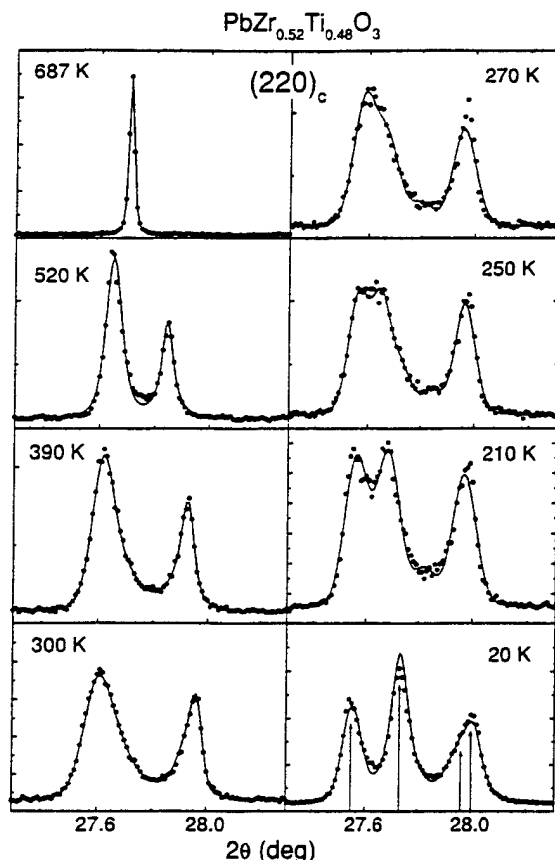 PbZr0.52Ti0.48O3
687 K
(220)c
270 K
520 K
250 K
390 K
210 K
300 K
20 K
27.6 28.0 27.6 28.0
2θ (deg)